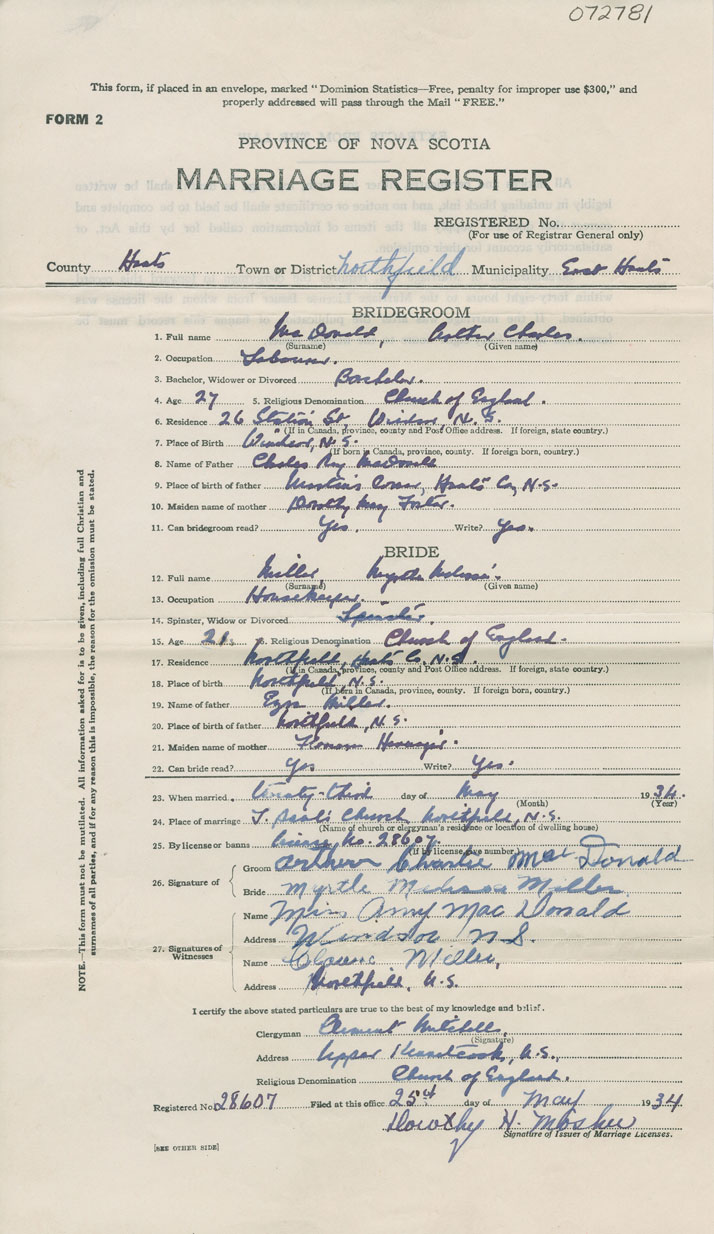 072781
This form, if placed in an envelope, marked "Dominion Statistics—Free, penalty for improper use $300," and
properly addressed will pass through the Mail "FREE."
FORM 2
PROVINCE OF NOVA SCOTIA
MARRIAGE REGISTER
REGISTERED No.
(For use of Registrar General only)
County Hants Town or District Northfield Municipality East Hants
BRIDEGROOM
1. Full name MacDonald, Arthur Charles.
(Surname) (Given name)
2. Occupation Labourer.
3. Bachelor, Widower or Divorced Bachelor.
4. Age 27 5. Religious Denomination Church of England.
6. Residence 26 Station St, Windsor, N.S.
(If in Canada, province, county and Post Office address. If foreign, state country.)
7. Place of Birth Windsor, N.S.
(If born in Canada, province, county. If foreign born, country.)
8. Name of Father Charles Roy MacDonald
9. Place of birth of father Corner, Hants Co, N.S.
10. Maiden name of mother Dorothy May Foster.
11. Can bridegroom read? Yes. Write? Yes.
BRIDE
12. Full name Miller Myrtle
(Surname) (Given name)
13. Occupation Housekeeper.
14. Spinster, Widow or Divorced Spinster.
15. Age 21 16. Religious Denomination Church of England.
17. Residence Northfield, Hants Co, N.S.
(If in Canada, province, county and Post Office address. If foreign, state country.)
18. Place of birth Northfield, N.S.
(If born in Canada, province, county. If foreign born, country.)
19. Name of father Ezra Miller.
20. Place of birth of father Northfield, N.S.
21. Maiden name of mother
22. Can bride read? Yes Write? Yes.
23. When married. twenty-third day of May 1934.
(Month) (Year)
24. Place of marriage Church, Northfield, N.S.
(Name of church or clergyman's residence or location of dwelling house)
25. By license or banns License No. 28607.
(If by license give number)
26. Signature of
Groom Arthur Charlie MacDonald
Bride Myrtle Miller
27. Signatures of Witnesses
Name Miss Amy MacDonald
Address Windsor N.S.
Name Miller,
Address Northfield, N.S.
I certify the above stated particulars are true to the best of my knowledge and belief.
Clergyman Clement Mitchell,
(Signature)
Address Upper Kennetcook, N.S.,
Religious Denomination Church of England.
Registered No. 28607 Filed at this office 25th day of May 1934
Dorothy H. Mosher
Signature of Issuer of Marriage Licenses.
[SEE OTHER SIDE]
NOTE.—This form must not be mutilated. All information asked for is to be given, including full Christian and
surnames of all parties, and if for any reason this is impossible, the reason for the omission must be stated.